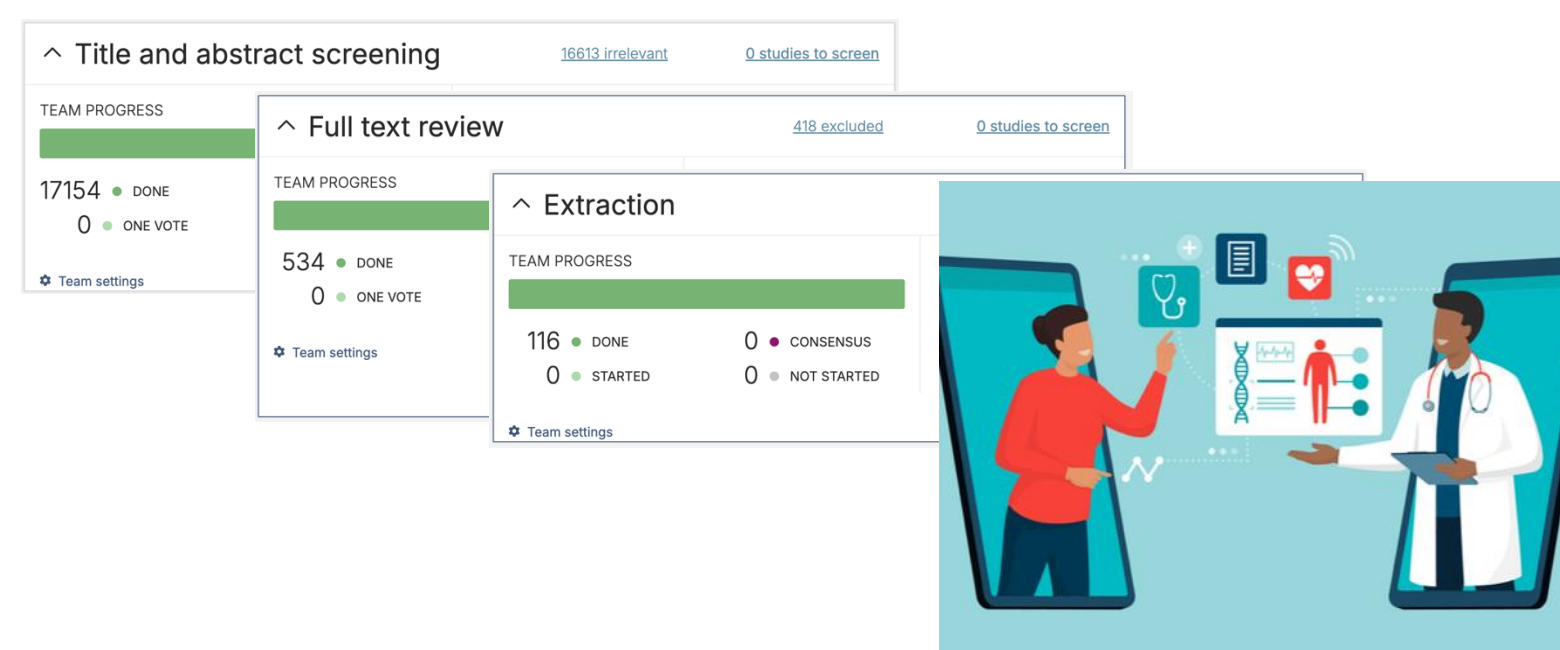 Title and abstract screening 16613 irrelevant 0 studies to screen
TEAM PROGRESS
17154 DONE
0 ONE VOTE
Team settings
Full text review 418 excluded 0 studies to screen
TEAM PROGRESS
534 DONE
0 ONE VOTE
Team settings
Extraction
TEAM PROGRESS
116 DONE 0 CONSENSUS
0 STARTED 0 NOT STARTED
Team settings